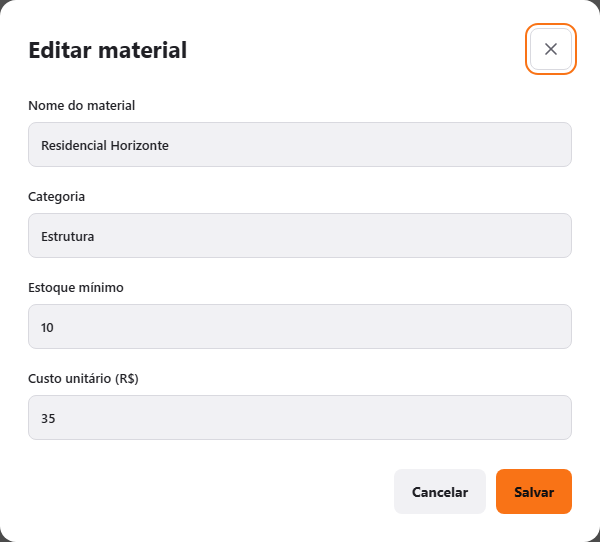 Editar material
Nome do material
Residencial Horizonte
Categoria
Estrutura
Estoque mínimo
10
Custo unitário (R$)
35
Cancelar
Salvar